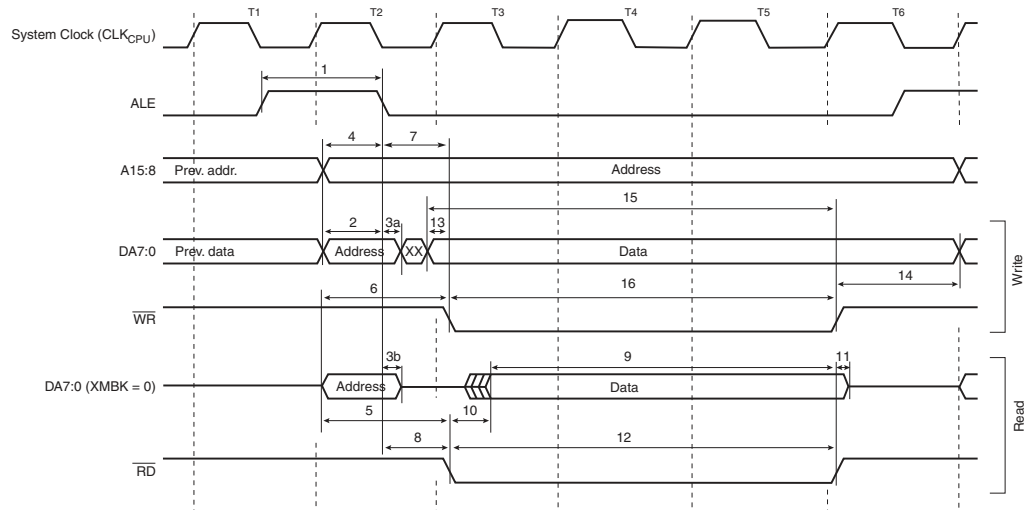 T1 T2 T3 T4 T5 T6
System Clock (CLKCPU)
1
ALE
4 7
A15:8 Prev. addr. Address
15
2 3a 13
DA7:0 Prev. data Address XX Data
14
6 16
WR
Write
3b 9 11
DA7:0 (XMBK = 0) Address Data
5 10
8 12
RD
Read